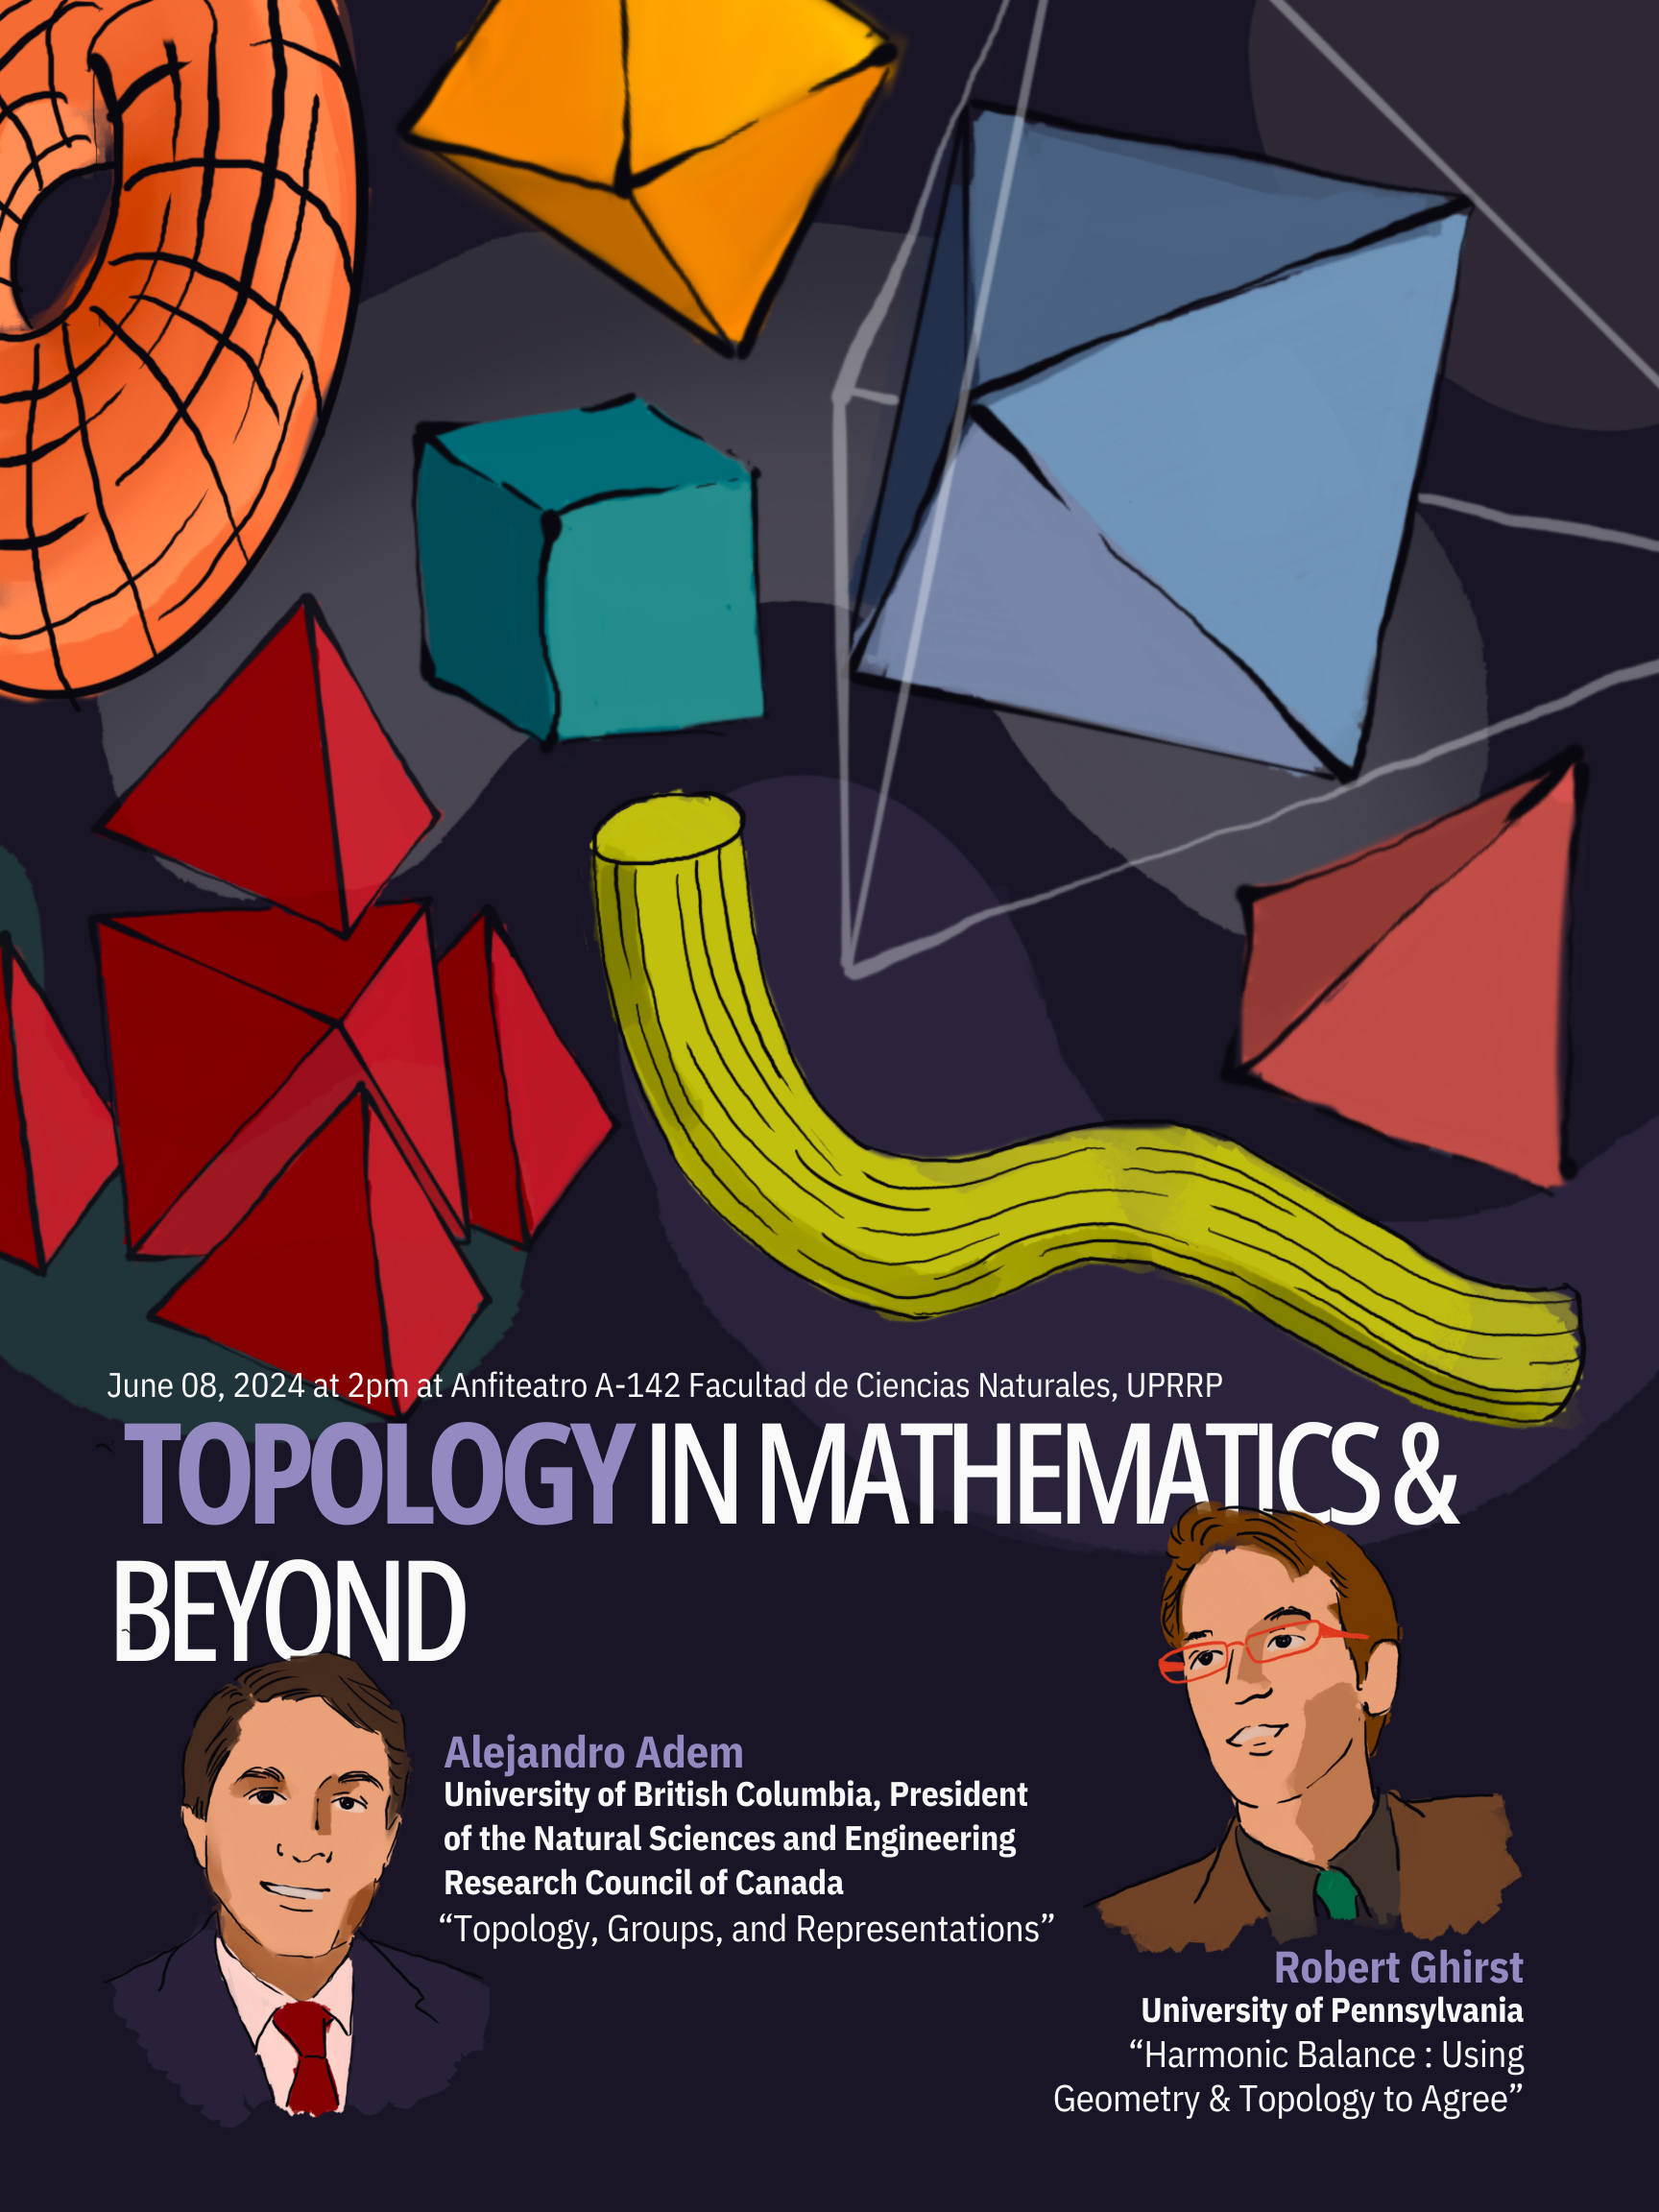 June 08, 2024 at 2pm at Anfiteatro A-142 Facultad de Ciencias Naturales, UPRRP
TOPOLOGY IN MATHEMATICS &
BEYOND
Alejandro Adem
University of British Columbia, President
of the Natural Sciences and Engineering
Research Council of Canada
“Topology, Groups, and Representations”
Robert Ghirst
University of Pennsylvania
“Harmonic Balance : Using
Geometry & Topology to Agree”